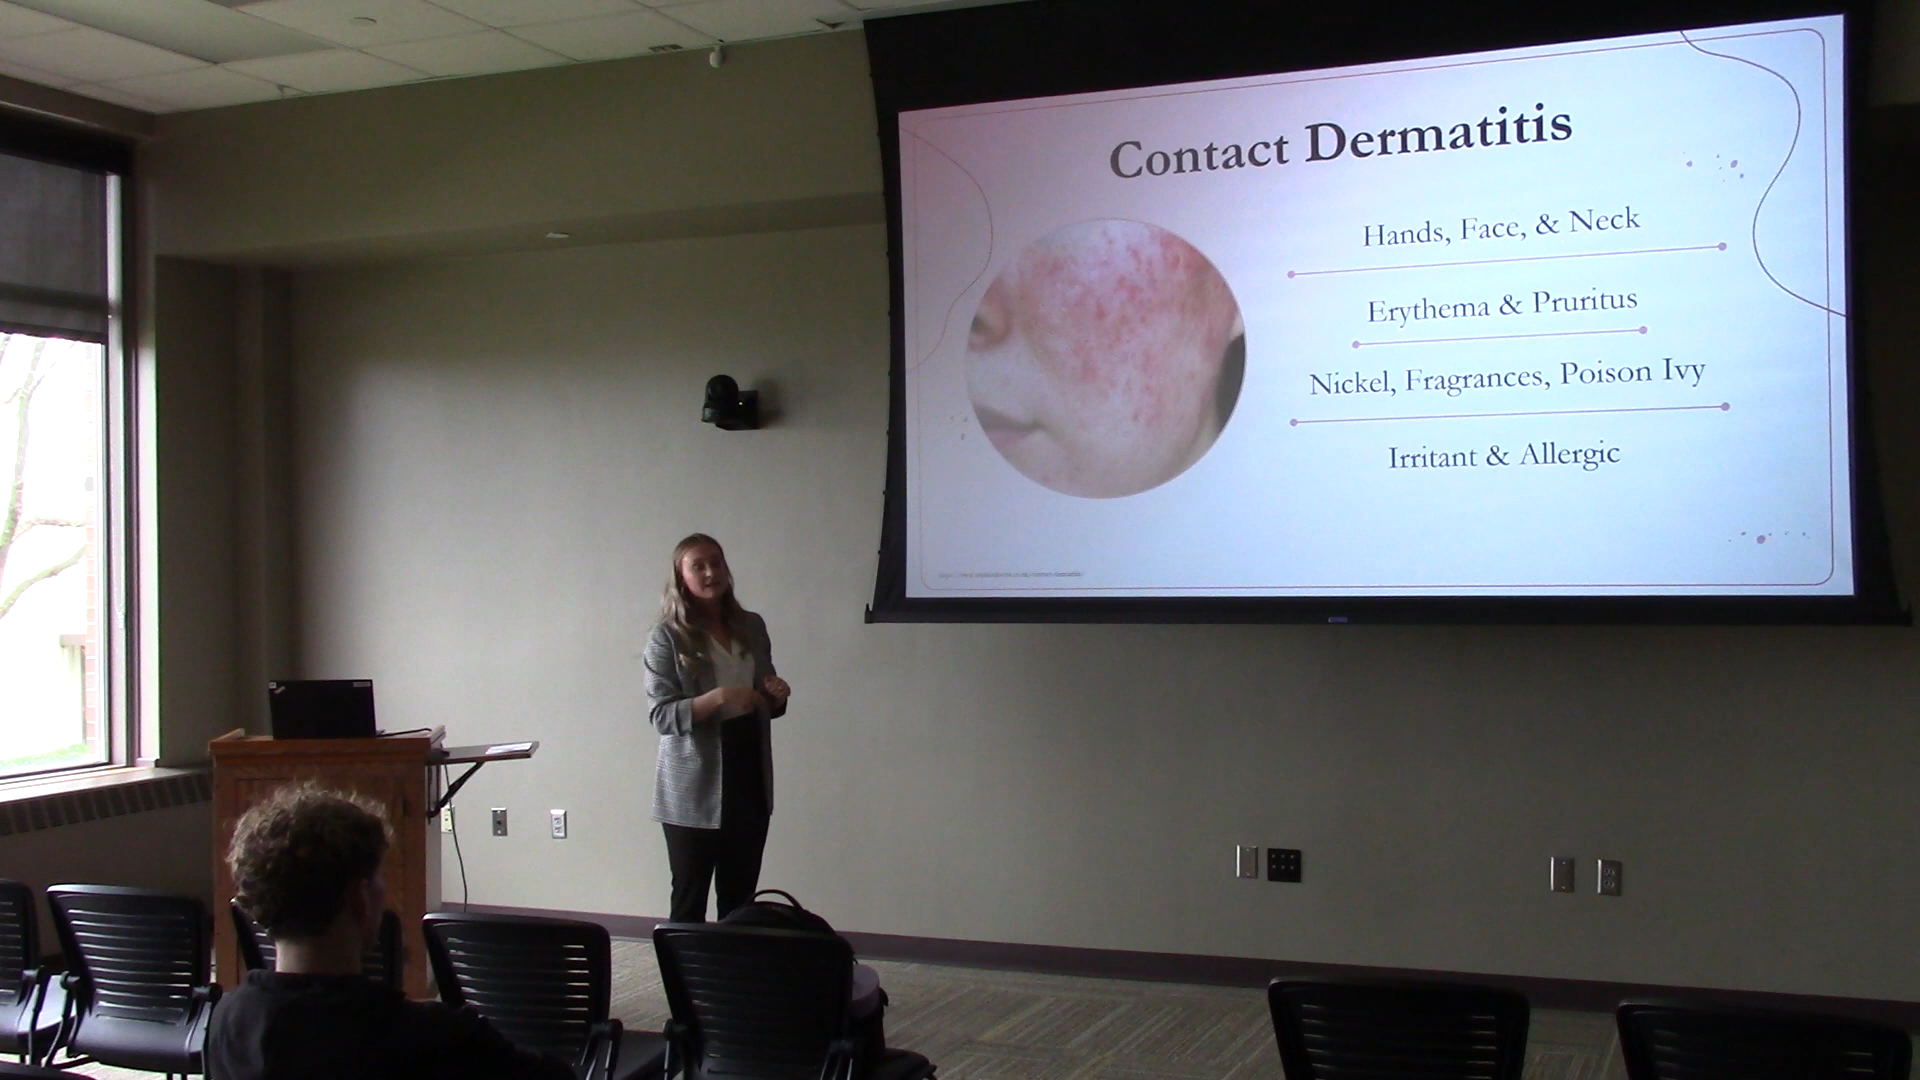 Contact Dermatitis
Hands, Face, & Neck
Erythema & Pruritus
Nickel, Fragrances, Poison Ivy
Irritant & Allergic